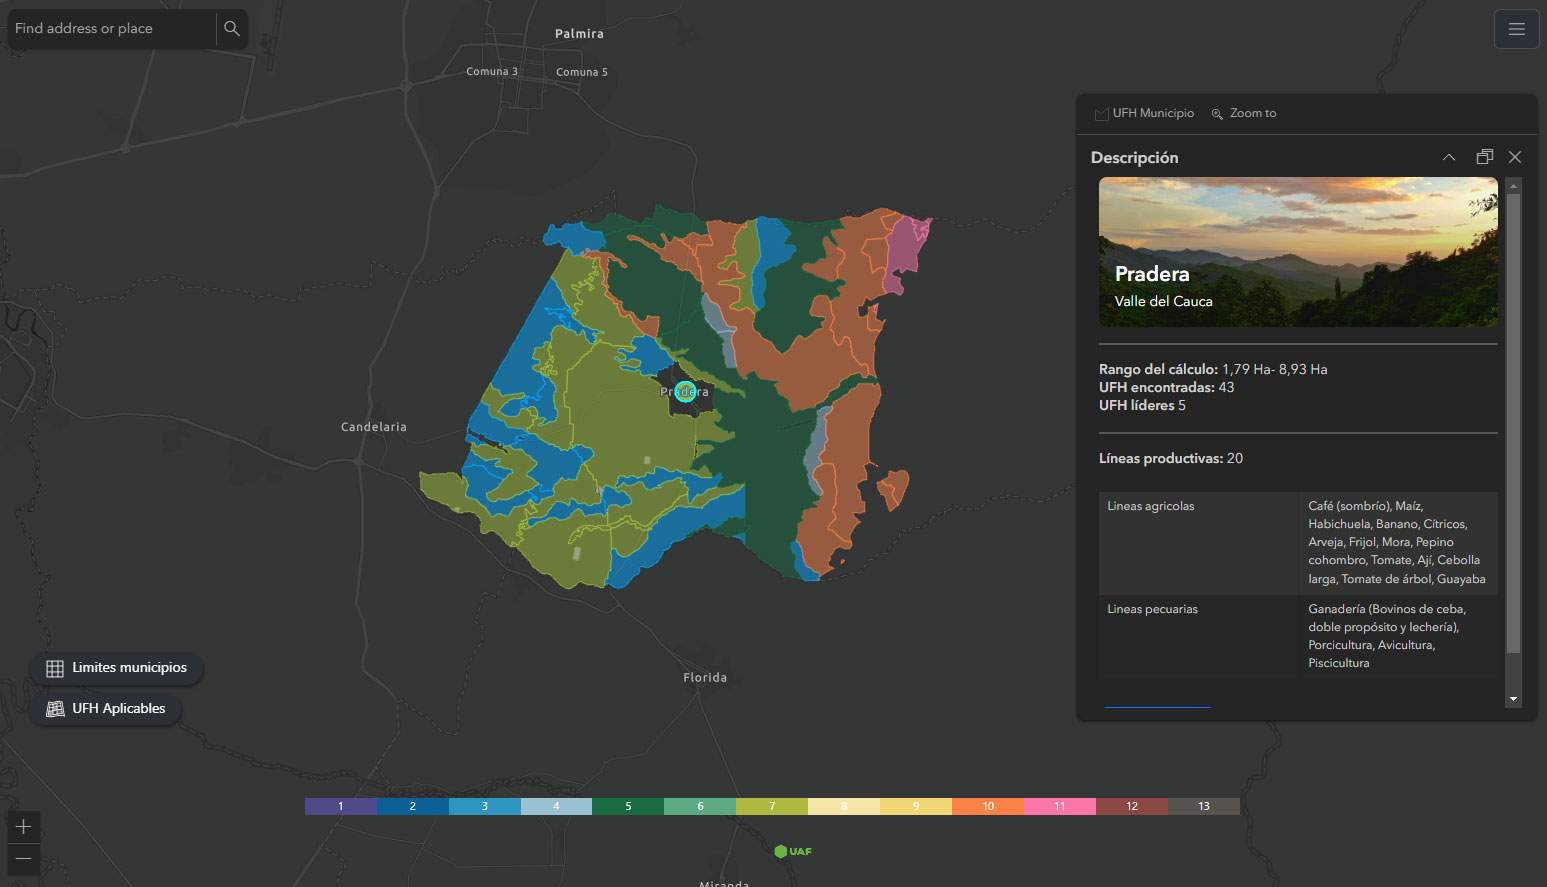 Find address or place
Palmira
Comuna 3
Comuna 5
UFH Municipio
Zoom to
Descripción
Pradera
Valle del Cauca
Rango del cálculo: 1,79 Ha- 8,93 Ha
UFH encontradas: 43
UFH líderes 5
Pradera
Candelaria
Líneas productivas: 20
Lineas agricolas
Café (sombrío), Maíz,
Habichuela, Banano, Cítricos,
Arveja, Frijol, Mora, Pepino
cohombro, Tomate, Ají, Cebolla
larga, Tomate de árbol, Guayaba
Lineas pecuarias
Ganadería (Bovinos de ceba,
doble propósito y lechería),
Porcicultura, Avicultura,
Piscicultura
Limites municipios
Florida
UFH Aplicables
1 2 3 4 5 6 7 8 9 10 11 12 13
UAF
Miranda